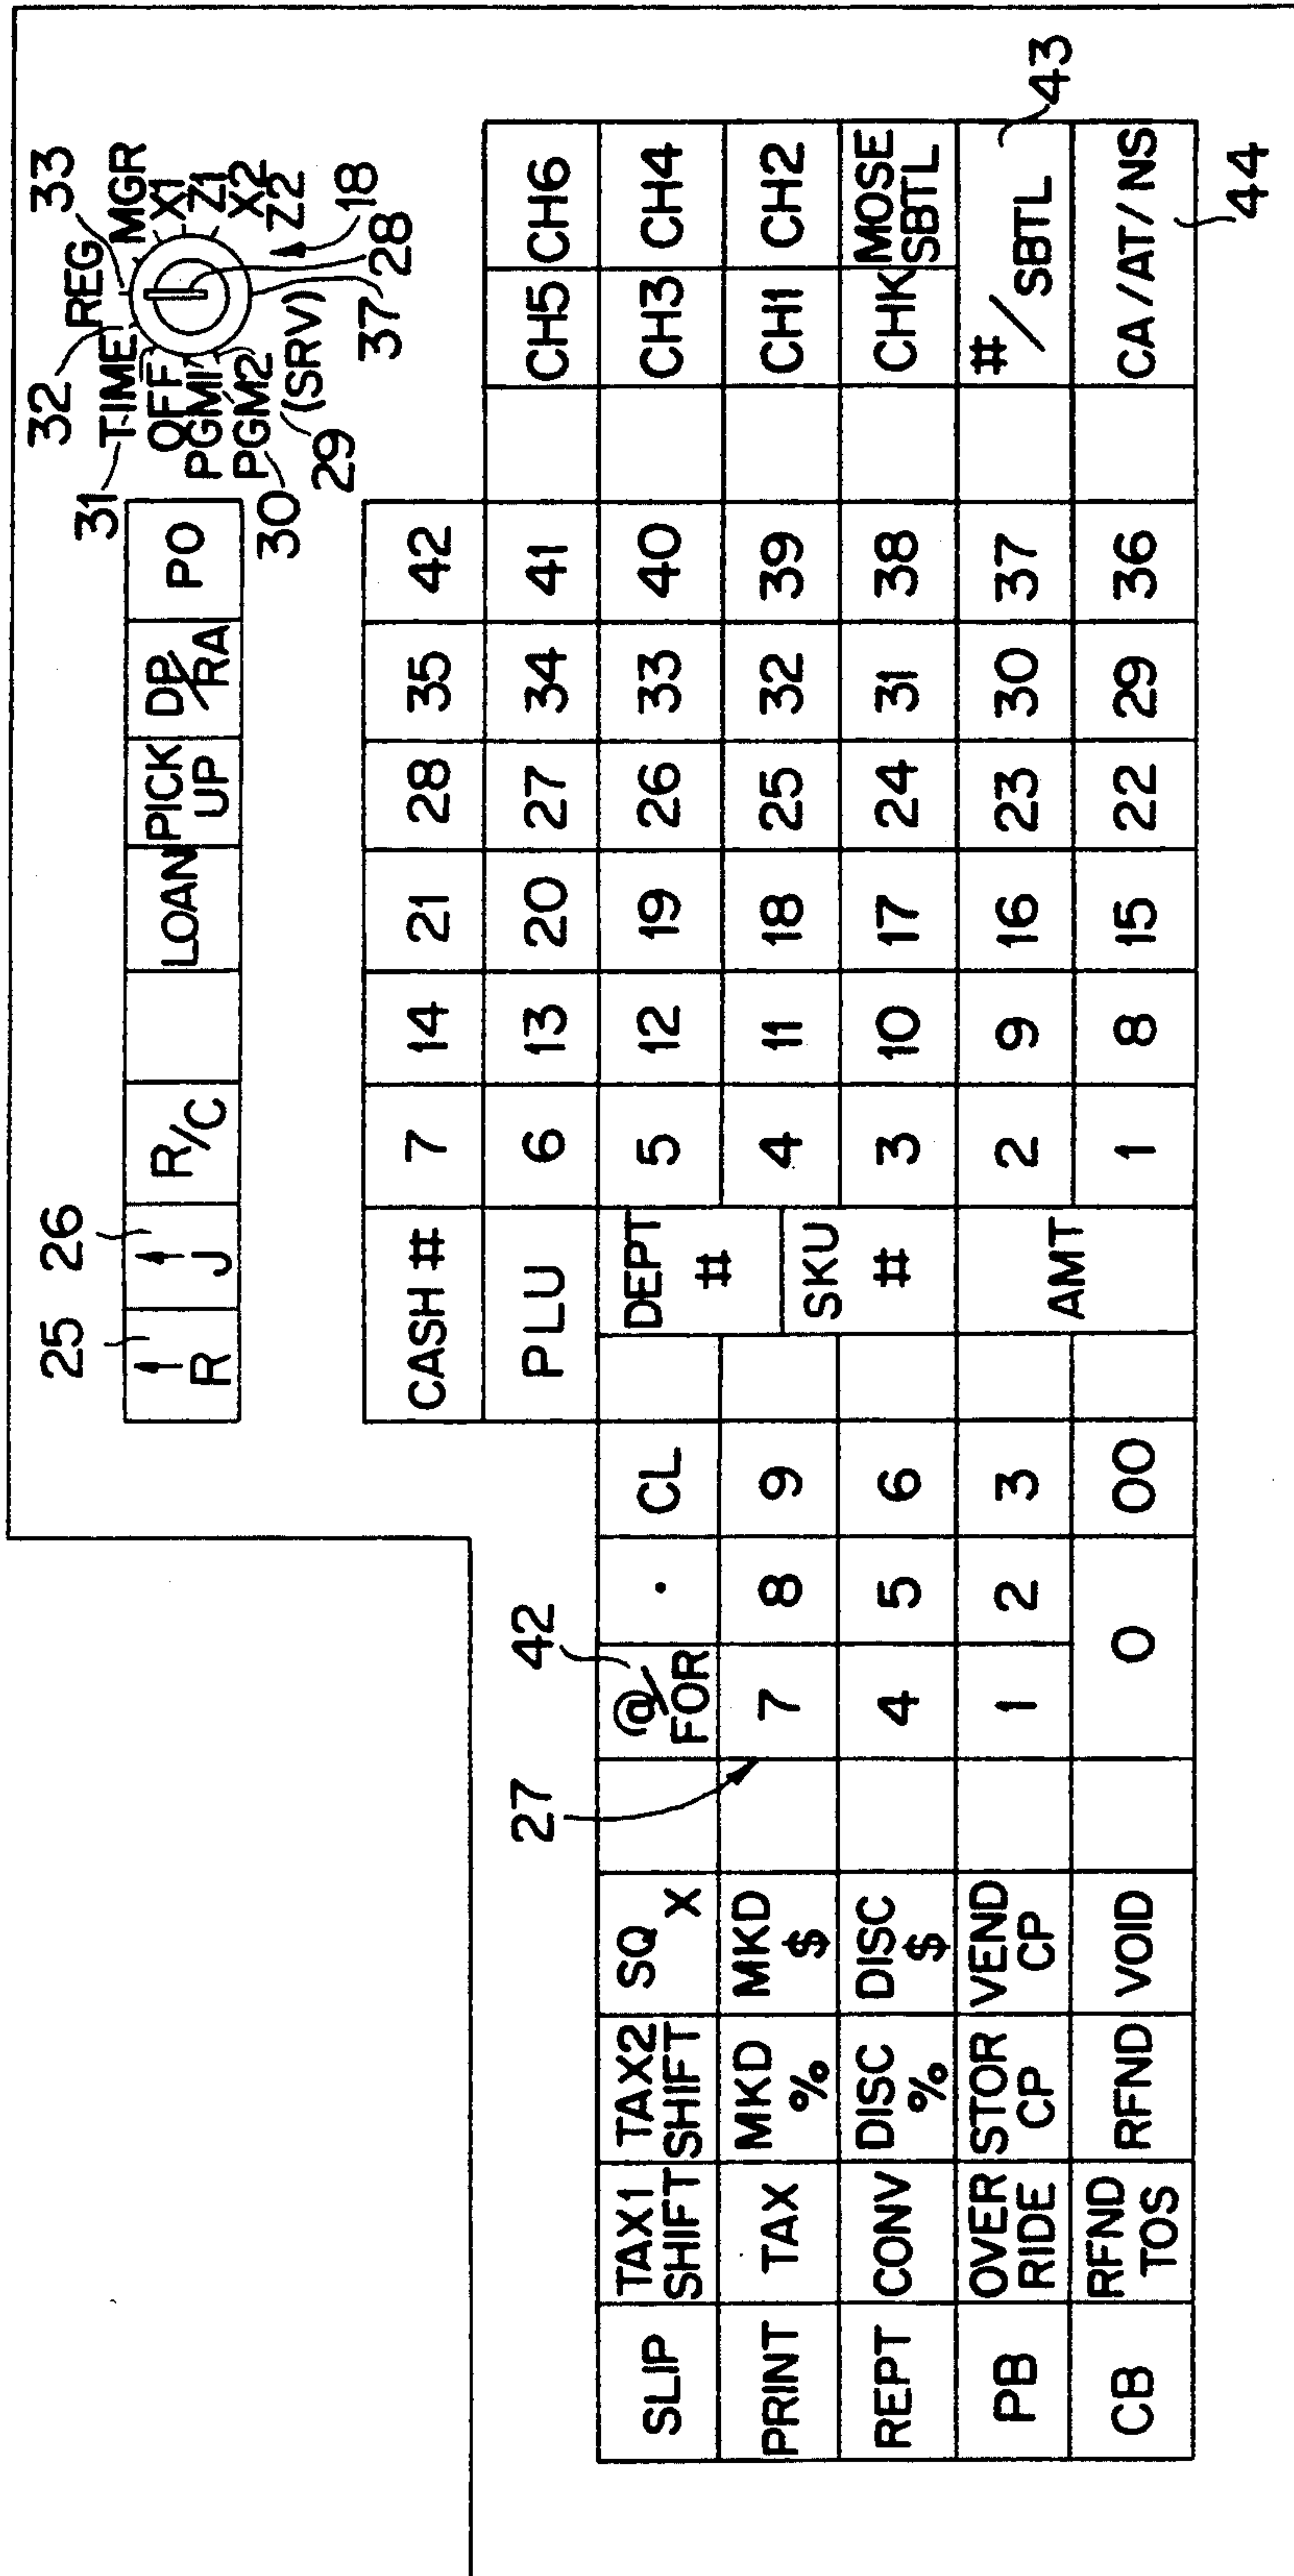 25 26
↑R ↑J R/C LOAN PICK UP DP/RA PO
31 32 33
TIME REG MGR
OFF X1
PGM1 Z1
PGM2 X2
(SRV) Z2
30 29 37 28 18
CASH # 7 14 21 28 35 42
PLU 6 13 20 27 34 41 CH5 CH6
27 42
SLIP TAX1 SHIFT TAX2 SHIFT SQ X @/FOR . CL DEPT # 5 12 19 26 33 40 CH3 CH4
PRINT TAX MKD % MKD $ 7 8 9 4 11 18 25 32 39 CH1 CH2
REPT CONV DISC % DISC $ 4 5 6 SKU # 3 10 17 24 31 38 CHK MOSE SBTL
PB OVER RIDE STOR CP VEND CP 1 2 3 AMT 2 9 16 23 30 37 #/SBTL 43
CB RFND TOS RFND VOID 0 00 1 8 15 22 29 36 CA/AT/NS
44